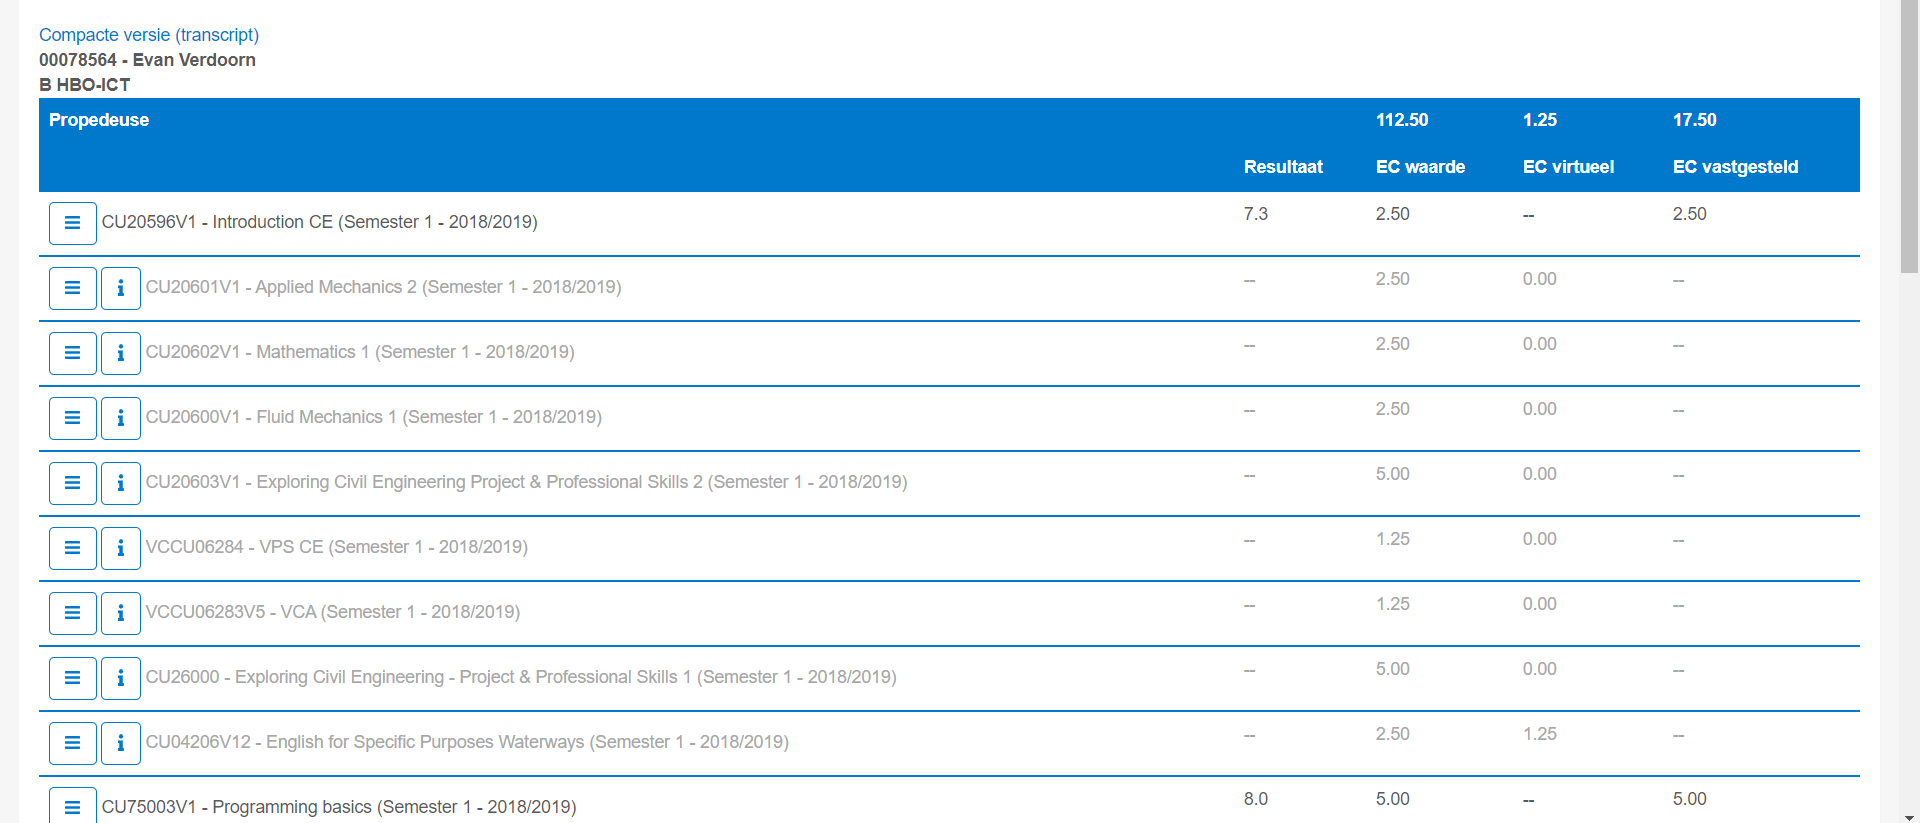 Compacte versie (transcript)
00078564 - Evan Verdoorn
B HBO-ICT
Propedeuse 112.50 1.25 17.50
Resultaat EC waarde EC virtueel EC vastgesteld
CU20596V1 - Introduction CE (Semester 1 - 2018/2019) 7.3 2.50 -- 2.50
CU20601V1 - Applied Mechanics 2 (Semester 1 - 2018/2019) -- 2.50 0.00 --
CU20602V1 - Mathematics 1 (Semester 1 - 2018/2019) -- 2.50 0.00 --
CU20600V1 - Fluid Mechanics 1 (Semester 1 - 2018/2019) -- 2.50 0.00 --
CU20603V1 - Exploring Civil Engineering Project & Professional Skills 2 (Semester 1 - 2018/2019) -- 5.00 0.00 --
VCCU06284 - VPS CE (Semester 1 - 2018/2019) -- 1.25 0.00 --
VCCU06283V5 - VCA (Semester 1 - 2018/2019) -- 1.25 0.00 --
CU26000 - Exploring Civil Engineering - Project & Professional Skills 1 (Semester 1 - 2018/2019) -- 5.00 0.00 --
CU04206V12 - English for Specific Purposes Waterways (Semester 1 - 2018/2019) -- 2.50 1.25 --
CU75003V1 - Programming basics (Semester 1 - 2018/2019) 8.0 5.00 -- 5.00